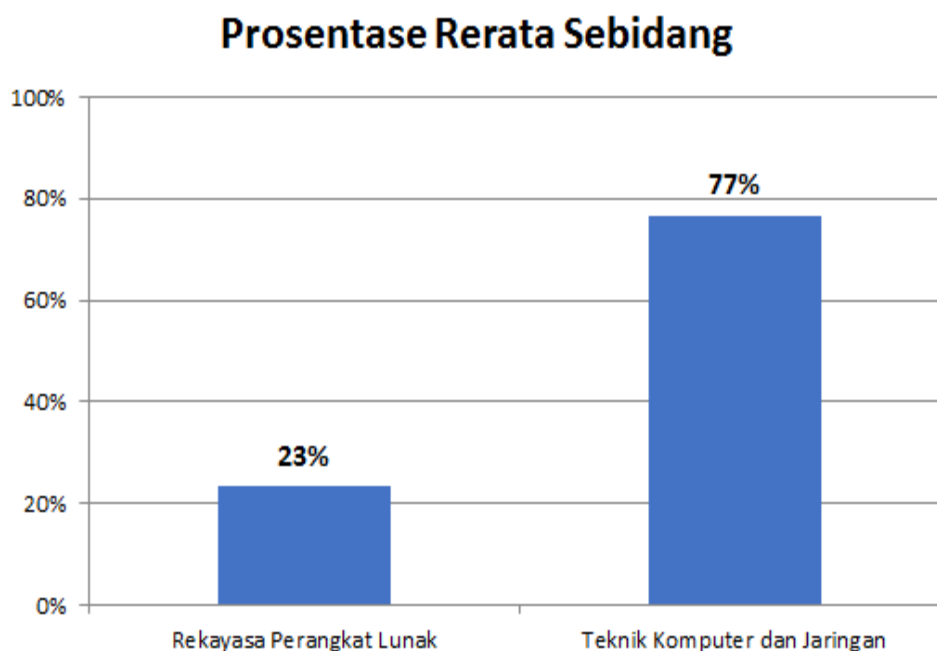 Prosentase Rerata Sebidang
100%
80%
60%
40%
20%
0%
23%
77%
Rekayasa Perangkat Lunak
Teknik Komputer dan Jaringan